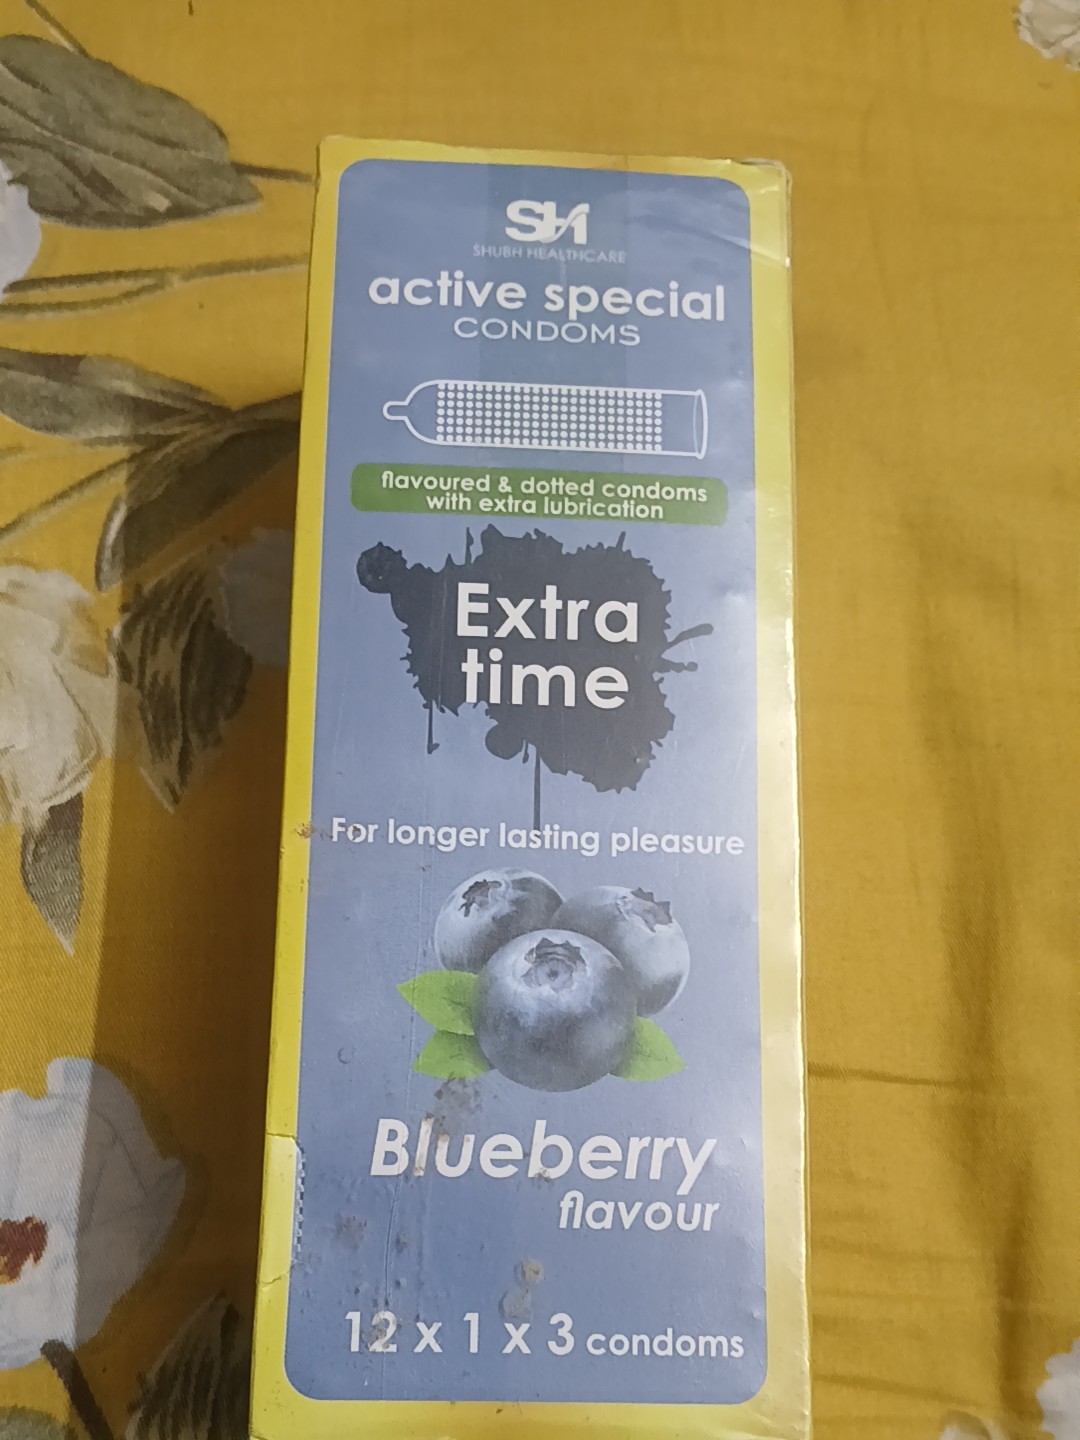 SH
SHUBH HEALTHCARE
active special
CONDOMS
flavoured & dotted condoms
with extra lubrication
Extra
time
For longer lasting pleasure
Blueberry
flavour
12 x 1 x 3 condoms